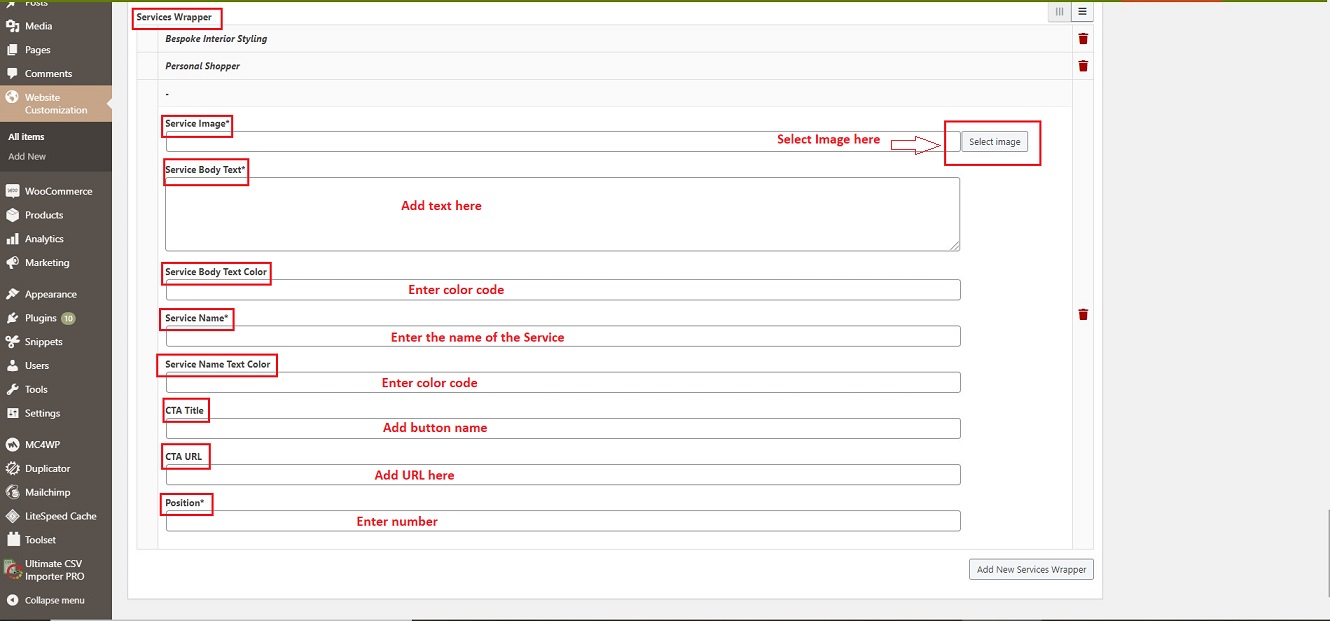 Posts
Media
Pages
Comments
Website
Customization
All items
Add New
WooCommerce
Products
Analytics
Marketing
Appearance
Plugins 10
Snippets
Users
Tools
Settings
MC4WP
Duplicator
Mailchimp
LiteSpeed Cache
Toolset
Ultimate CSV
Importer PRO
Collapse menu
Services Wrapper
Bespoke Interior Styling
Personal Shopper
-
Service Image*
Select Image here
Select image
Service Body Text*
Add text here
Service Body Text Color
Enter color code
Service Name*
Enter the name of the Service
Service Name Text Color
Enter color code
CTA Title
Add button name
CTA URL
Add URL here
Position*
Enter number
Add New Services Wrapper